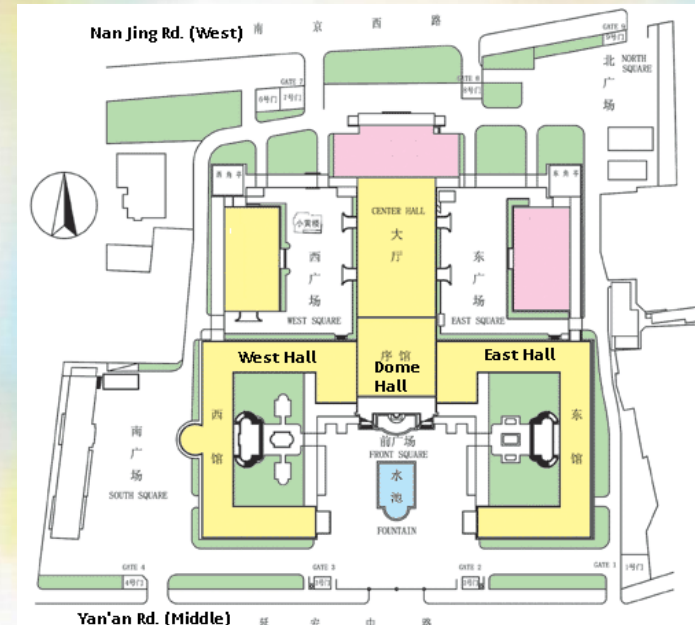 Nan Jing Rd. (West)
南京西路
GATE 9
9号门
北广场
NORTH
SQUARE
GATE 7
6号门
7号门
GATE 8
8号门
西角亭
东角亭
CENTER HALL
大厅
小黄楼
西广场
WEST SQUARE
东广场
EAST SQUARE
West Hall
序馆
Dome
Hall
East Hall
西馆
东馆
南广场
SOUTH SQUARE
前广场
FRONT SQUARE
水池
FOUNTAIN
GATE 4
4号门
GATE 3
3号门
GATE 2
2号门
GATE 1
1号门
Yan'an Rd. (Middle)
延安中路